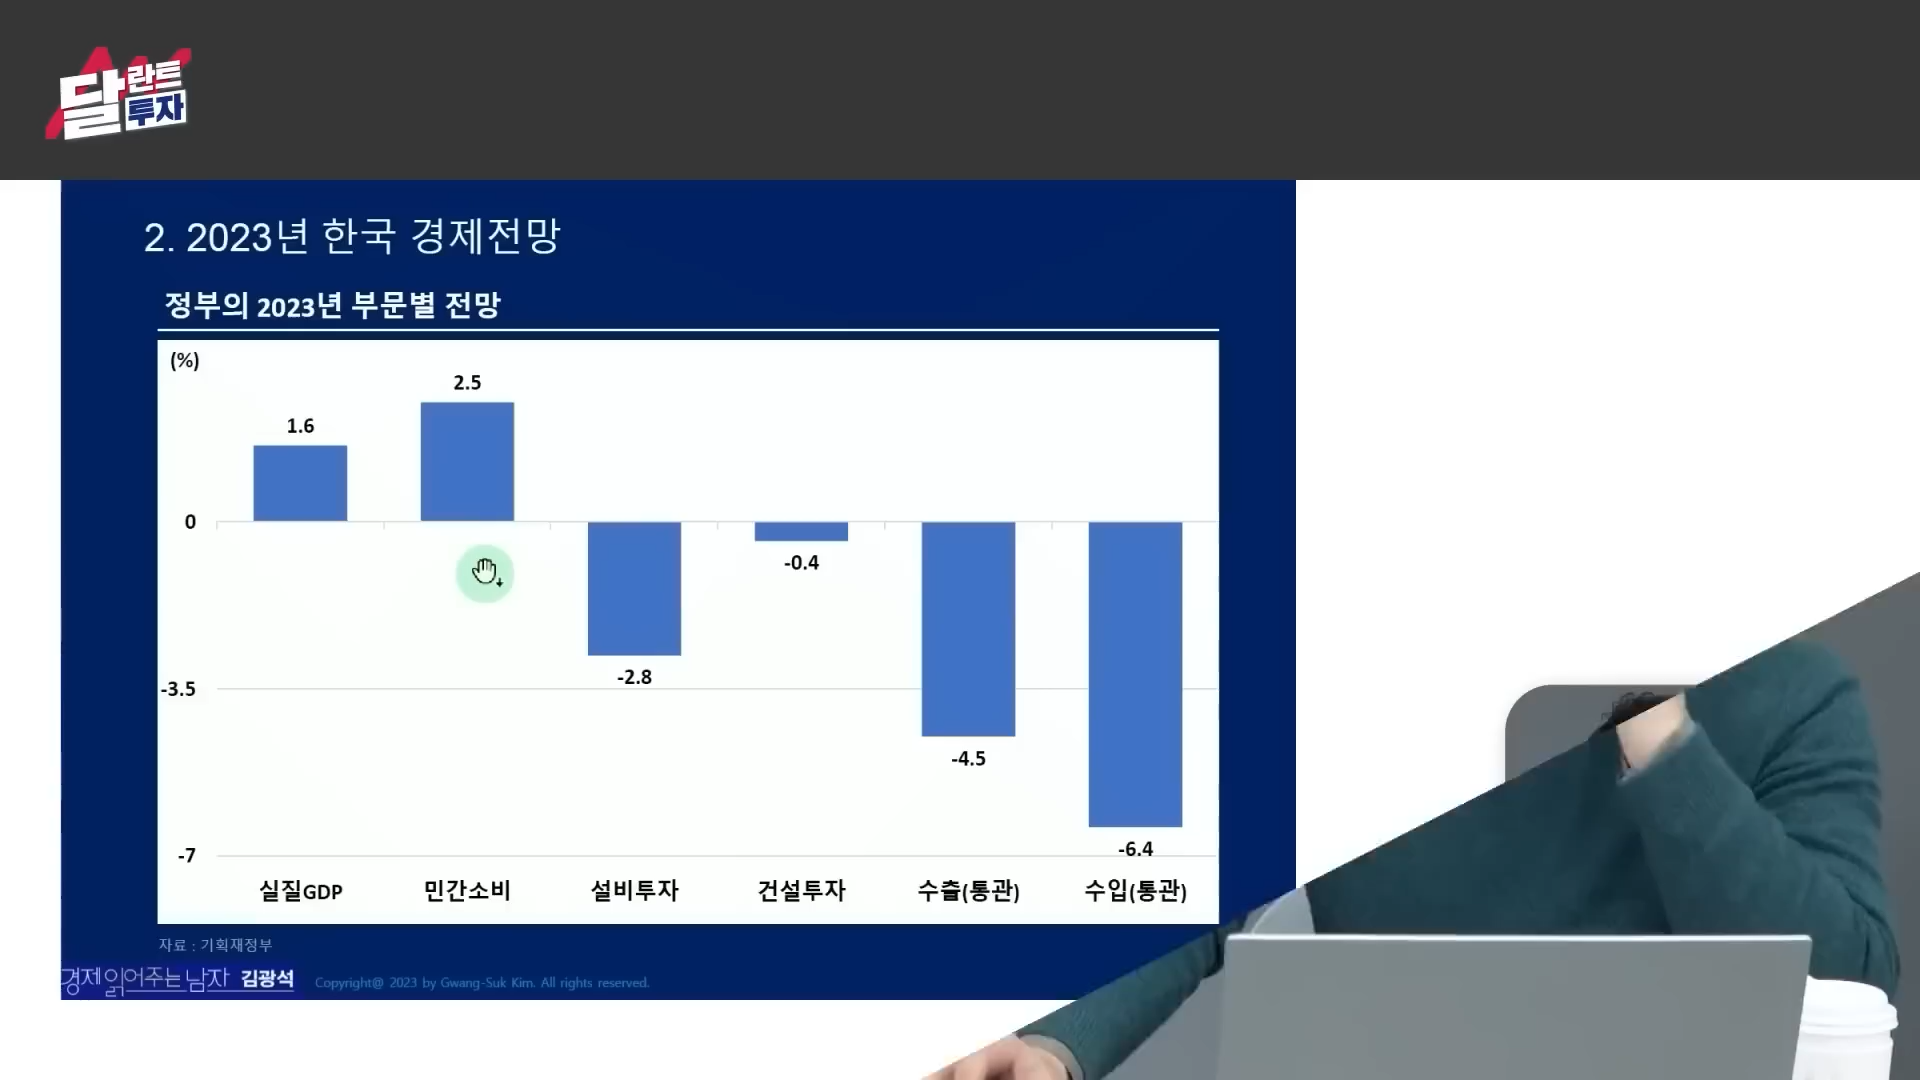 달란트
투자
2. 2023년 한국 경제전망
정부의 2023년 부문별 전망
(%)
2.5
1.6
0
-0.4
-2.8
-3.5
-4.5
-6.4
-7
실질GDP 민간소비 설비투자 건설투자 수출(통관) 수입(통관)
자료 : 기획재정부
경제읽어주는남자 김광석 Copyright@ 2023 by Gwang-Suk Kim. All rights reserved.